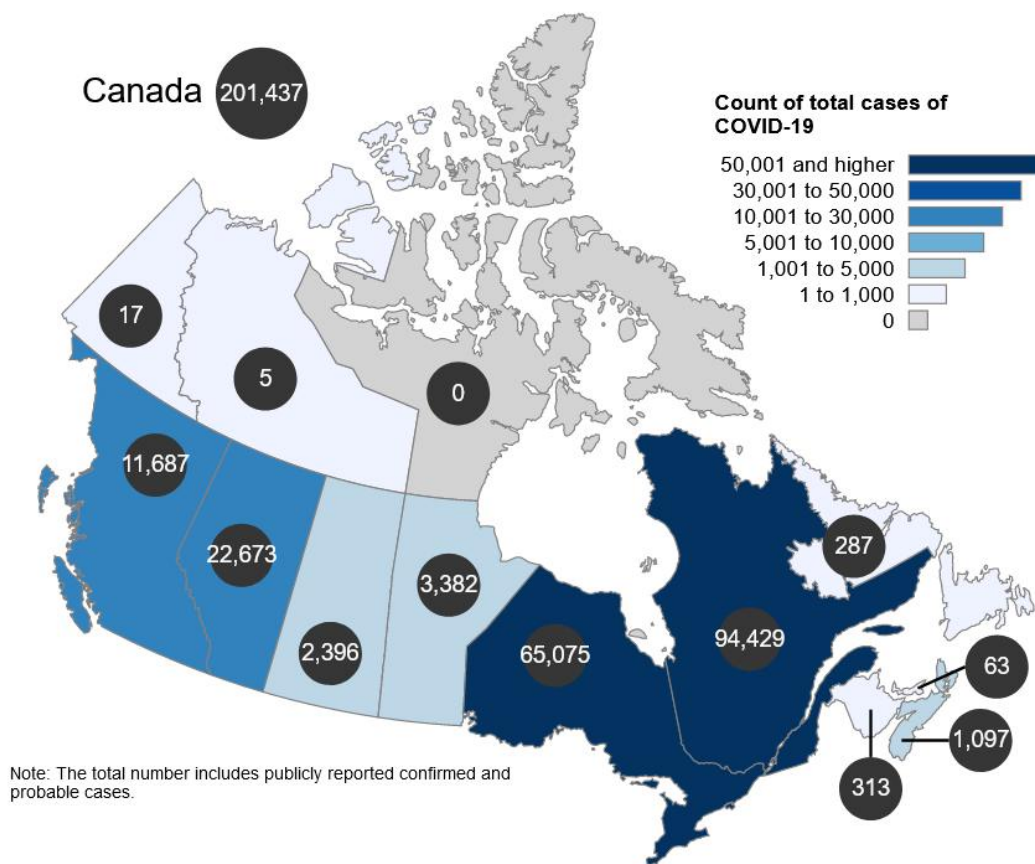 Canada 201,437
Count of total cases of
COVID-19
50,001 and higher
30,001 to 50,000
10,001 to 30,000
5,001 to 10,000
1,001 to 5,000
1 to 1,000
0
17
5
0
11,687
22,673
2,396
3,382
65,075
94,429
287
63
1,097
313
Note: The total number includes publicly reported confirmed and
probable cases.